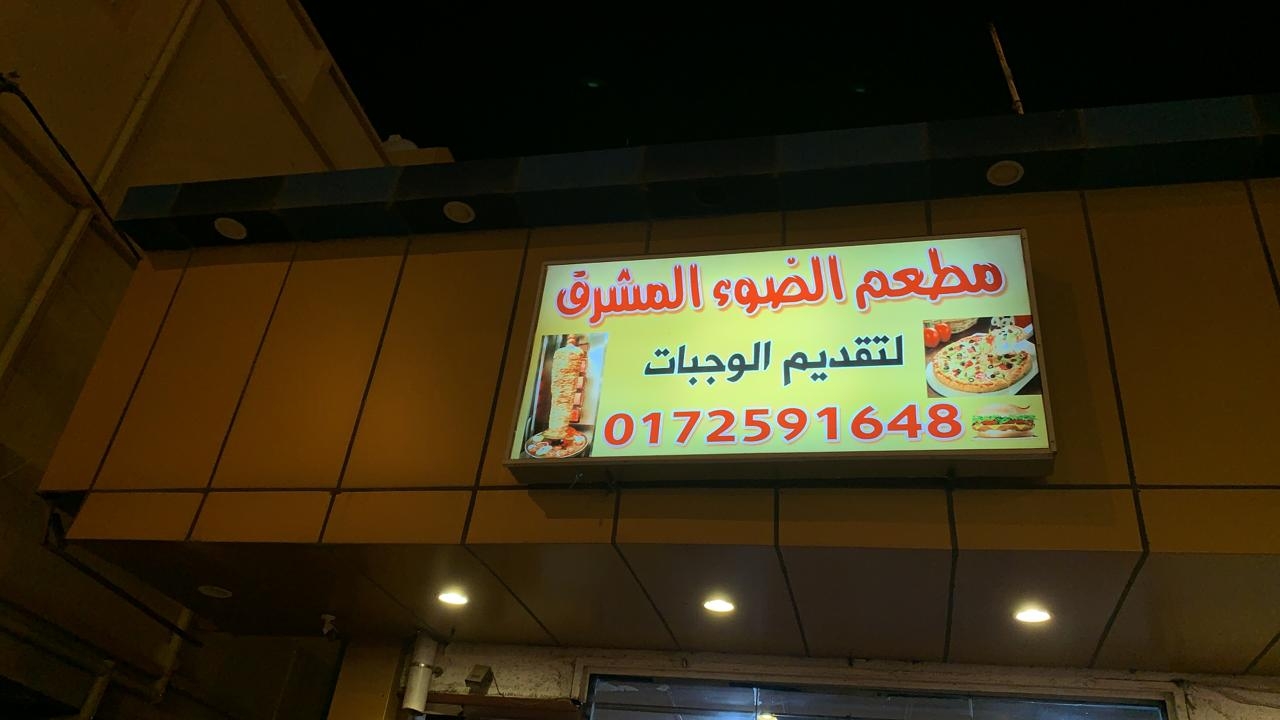 مطعم الضوء المشرق
لتقديم الوجبات
0172591648